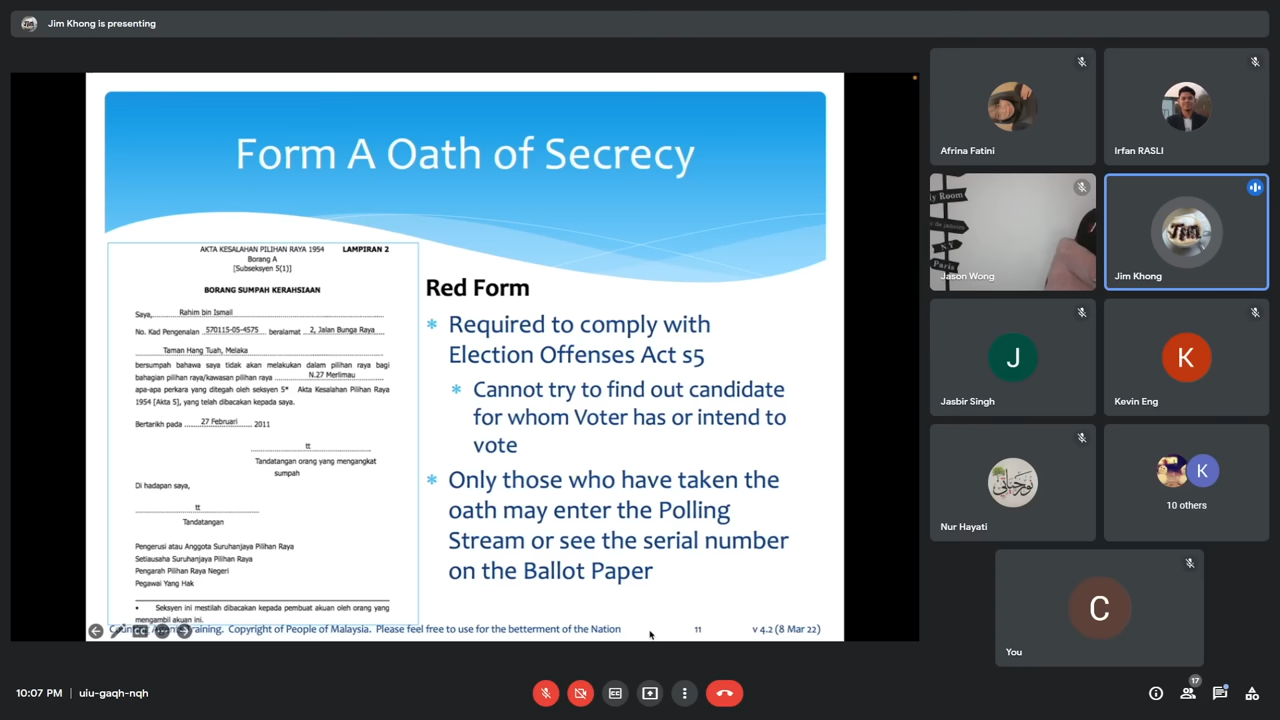 Jim Khong is presenting
Form A Oath of Secrecy
AKTA KESALAHAN PILIHAN RAYA 1954 LAMPIRAN 2
Borang A
[Subseksyen 5(1)]
BORANG SUMPAH KERAHSIAAN
Saya, Rahim bin Ismail
No. Kad Pengenalan 570115-05-4575 beralamat 2, Jalan Bunga Raya
Taman Hang Tuah, Melaka
bersumpah bahawa saya tidak akan melakukan dalam pilihan raya bagi
bahagian pilihan raya/kawasan pilihan raya N.27 Merlimau
apa-apa perkara yang ditegah oleh seksyen 5* Akta Kesalahan Pilihan Raya
1954 [Akta 5], yang telah dibacakan kepada saya.
Bertarikh pada 27 Februari 2011
tt
Tandatangan orang yang mengangkat
sumpah
Di hadapan saya,
tt
Tandatangan
Pengerusi atau Anggota Suruhanjaya Pilihan Raya
Setiausaha Suruhanjaya Pilihan Raya
Pengarah Pilihan Raya Negeri
Pegawai Yang Hak
• Seksyen ini mestilah dibacakan kepada pembuat akuan oleh orang yang
mengambil akuan ini.
Red Form
* Required to comply with
Election Offenses Act s5
* Cannot try to find out candidate
for whom Voter has or intend to
vote
* Only those who have taken the
oath may enter the Polling
Stream or see the serial number
on the Ballot Paper
Training. Copyright of People of Malaysia. Please feel free to use for the betterment of the Nation
11
v 4.2 (8 Mar 22)
Afrina Fatini
Irfan RASLI
ly Room
N.Y
Paris
Jason Wong
Jim
Jim Khong
J
Jasbir Singh
K
Kevin Eng
Nur Hayati
K
10 others
C
You
10:07 PM | uiu-gaqh-nqh
17